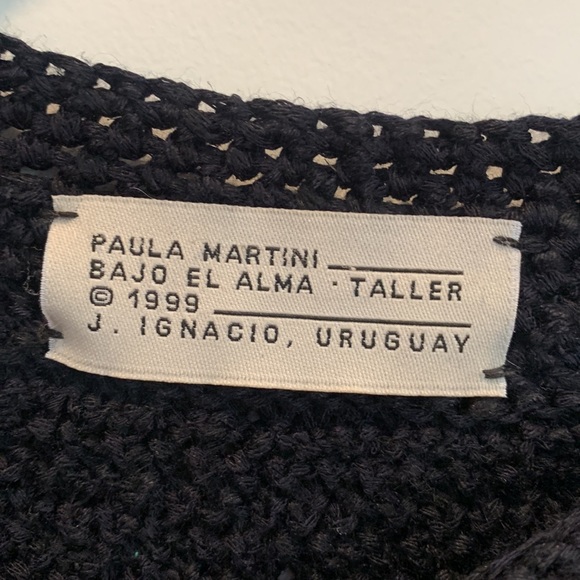 PAULA MARTINI
BAJO EL ALMA · TALLER
© 1999
J. IGNACIO, URUGUAY